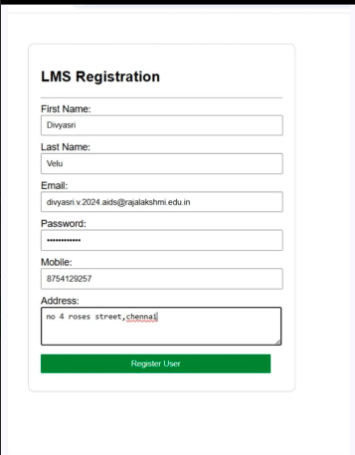 LMS Registration
First Name:
Divyasri
Last Name:
Velu
Email:
divyasri.v.2024.aids@rajalakshmi.edu.in
Password:
••••••••••••
Mobile:
8754129257
Address:
no 4 roses street,chennai
Register User